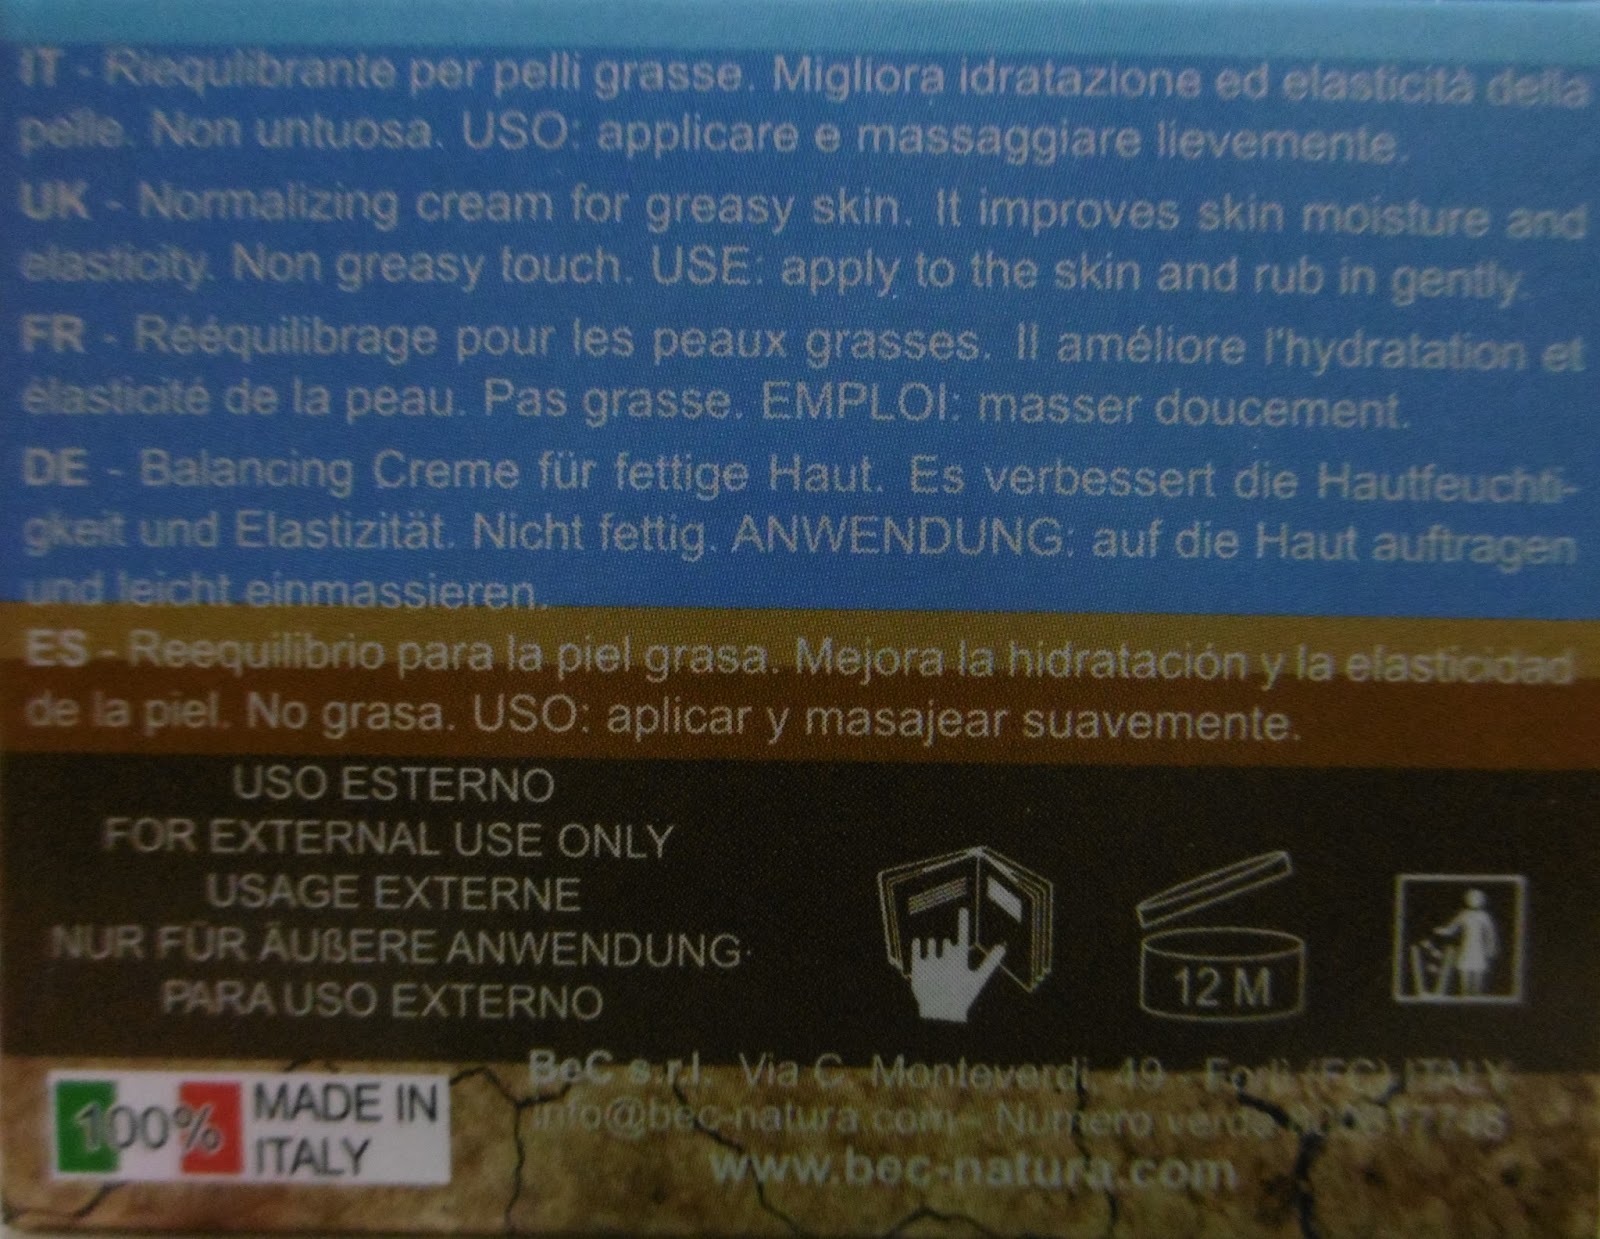 IT - Riequlibrante per pelli grasse. Migliora idratazione ed elasticità della
pelle. Non untuosa. USO: applicare e massaggiare lievemente.
UK - Normalizing cream for greasy skin. It improves skin moisture and
elasticity. Non greasy touch. USE: apply to the skin and rub in gently.
FR - Rééquilibrage pour les peaux grasses. Il améliore l'hydratation et
élasticité de la peau. Pas grasse. EMPLOI: masser doucement.
DE - Balancing Creme für fettige Haut. Es verbessert die Hautfeuchti-
gkeit und Elastizität. Nicht fettig. ANWENDUNG: auf die Haut auftragen
und leicht einmassieren.
ES - Reequilibrio para la piel grasa. Mejora la hidratación y la elasticidad
de la piel. No grasa. USO: aplicar y masajear suavemente.
USO ESTERNO
FOR EXTERNAL USE ONLY
USAGE EXTERNE
NUR FÜR ÄUßERE ANWENDUNG·
PARA USO EXTERNO
12 M
100% MADE IN
ITALY
BeC s.r.l. Via C. Monteverdi, 49 - Forlì (FC) ITALY
info@bec-natura.com - Numero verde
www.bec-natura.com